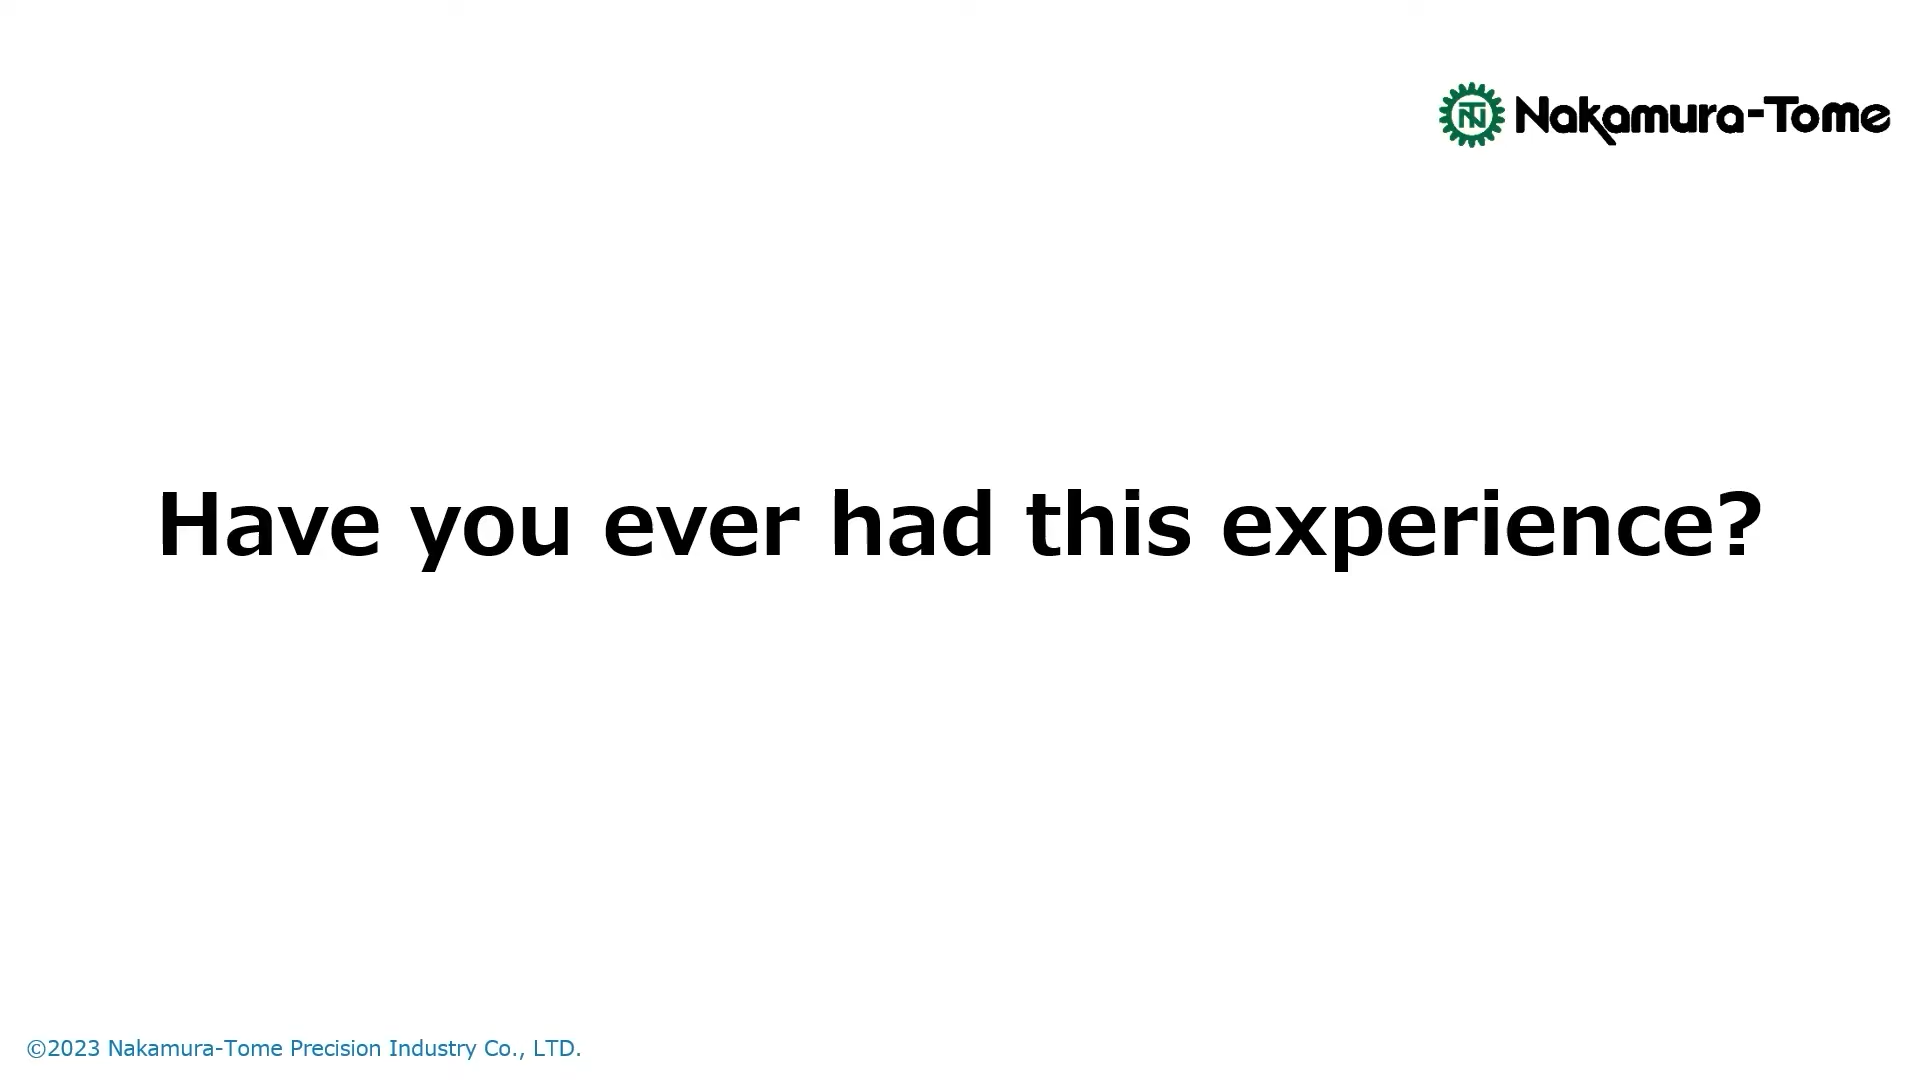 Nakamura-Tome
Have you ever had this experience?
©2023 Nakamura-Tome Precision Industry Co., LTD.